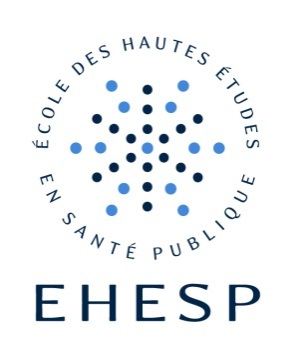 ÉCOLE DES HAUTES ÉTUDES
EN SANTÉ PUBLIQUE
EHESP